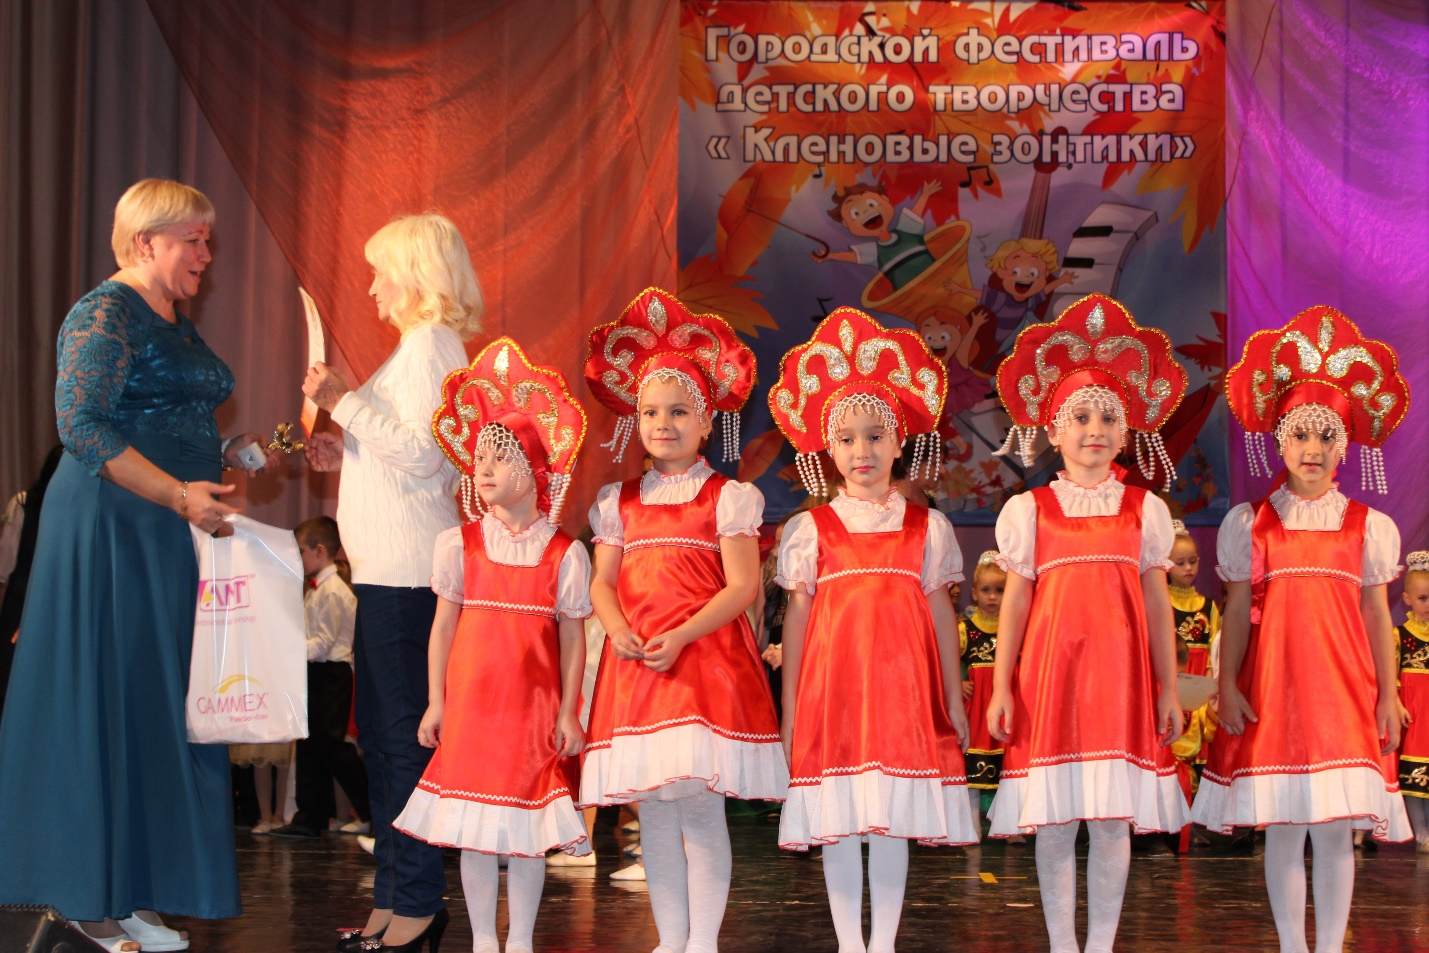 Городской фестиваль
детского творчества
« Кленовые зонтики»
CAMMEX